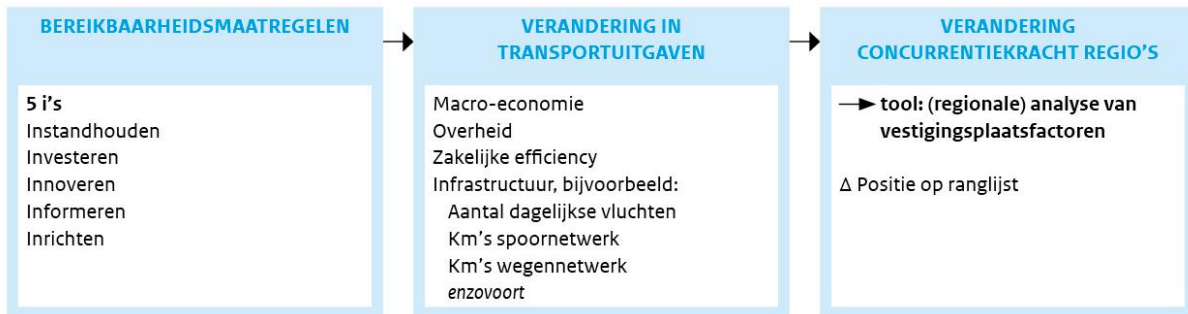 BEREIKBAARHEIDSMAATREGELEN
5 i's
Instandhouden
Investeren
Innoveren
Informeren
Inrichten
VERANDERING IN
TRANSPORTUITGAVEN
Macro-economie
Overheid
Zakelijke efficiency
Infrastructuur, bijvoorbeeld:
Aantal dagelijkse vluchten
Km's spoornetwerk
Km's wegennetwerk
enzovoort
VERANDERING
CONCURRENTIEKRACHT REGIO'S
→ tool: (regionale) analyse van
vestigingsplaatsfactoren
Δ Positie op ranglijst